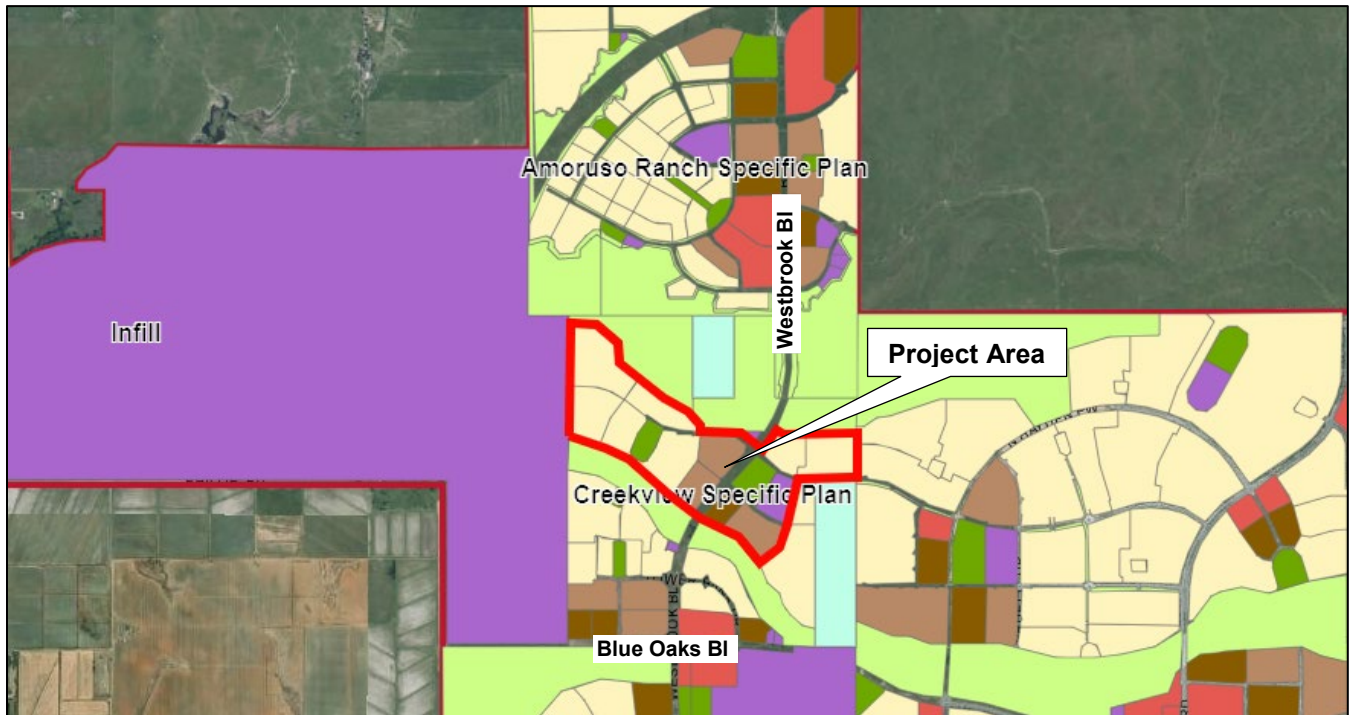 Amoruso Ranch Specific Plan
Westbrook Bl
Infill
Project Area
Creekview Specific Plan
Blue Oaks Bl